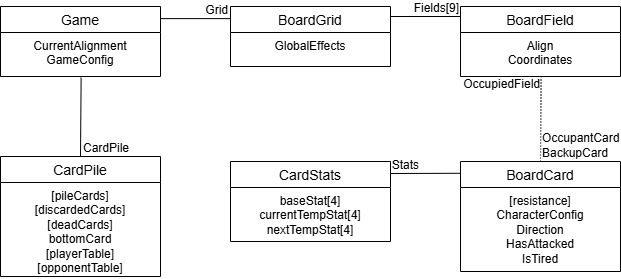 Game
CurrentAlignment
GameConfig
Grid
BoardGrid
GlobalEffects
Fields[9]
BoardField
Align
Coordinates
OccupiedField
OccupantCard
BackupCard
CardPile
CardPile
[pileCards]
[discardedCards]
[deadCards]
bottomCard
[playerTable]
[opponentTable]
CardStats
baseStat[4]
currentTempStat[4]
nextTempStat[4]
Stats
BoardCard
[resistance]
CharacterConfig
Direction
HasAttacked
IsTired